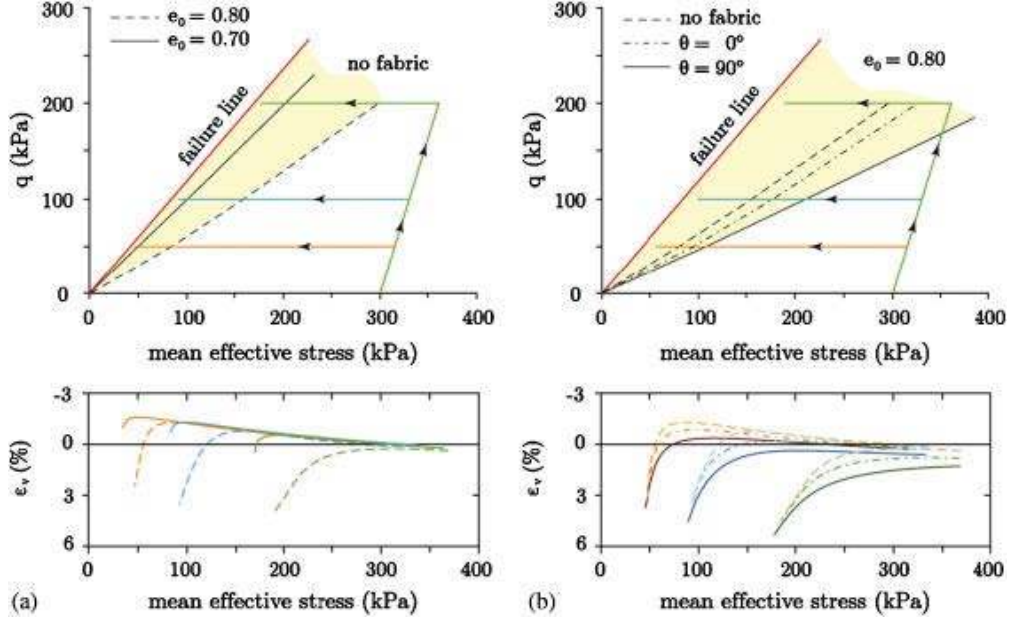 e₀ = 0.80
e₀ = 0.70
no fabric
failure line
q (kPa)
300
200
100
0
0 100 200 300 400
mean effective stress (kPa)
-3
0
3
6
εᵥ (%)
0 100 200 300 400
mean effective stress (kPa)
(a)
no fabric
θ = 0°
θ = 90°
e₀ = 0.80
failure line
q (kPa)
300
200
100
0
0 100 200 300 400
mean effective stress (kPa)
-3
0
3
6
εᵥ (%)
0 100 200 300 400
mean effective stress (kPa)
(b)